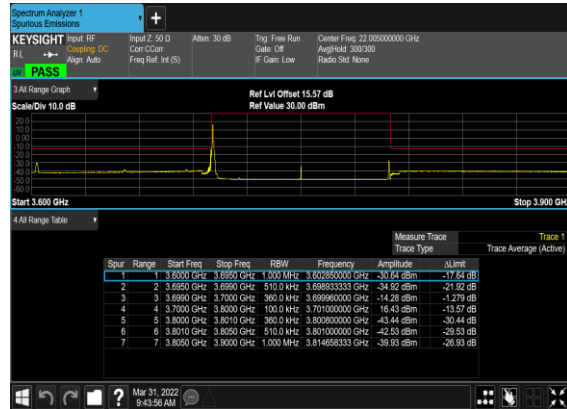 Spectrum Analyzer 1
Spurious Emissions
+
KEYSIGHT Input: RF Input Z: 50 Ω Atten: 30 dB Trig: Free Run Center Freq: 22.005000000 GHz
RL Coupling: DC Corr CCorr Gate: Off Avg|Hold: 300/300
Align: Auto Freq Ref: Int (S) IF Gain: Low Radio Std: None
LW PASS
3 All Range Graph
Ref Lvl Offset 15.57 dB
Scale/Div 10.0 dB Ref Value 30.00 dBm
20.0
10.0
0.00
-10.0
-20.0
-30.0
-40.0
-50.0
-60.0
Start 3.600 GHz Stop 3.900 GH
4 All Range Table
Measure Trace Trace 1
Trace Type Trace Average (Active)
Spur Range Start Freq Stop Freq RBW Frequency Amplitude ΔLimit
1 1 3.6000 GHz 3.6950 GHz 1.000 MHz 3.602850000 GHz -30.64 dBm -17.64 dB
2 2 3.6950 GHz 3.6990 GHz 510.0 kHz 3.698933333 GHz -34.92 dBm -21.92 dB
3 3 3.6990 GHz 3.7000 GHz 360.0 kHz 3.699960000 GHz -14.28 dBm -1.279 dB
4 4 3.7000 GHz 3.8000 GHz 100.0 kHz 3.701000000 GHz 16.43 dBm -13.57 dB
5 5 3.8000 GHz 3.8010 GHz 360.0 kHz 3.800800000 GHz -43.44 dBm -30.44 dB
6 6 3.8010 GHz 3.8050 GHz 510.0 kHz 3.801000000 GHz -42.53 dBm -29.53 dB
7 7 3.8050 GHz 3.9000 GHz 1.000 MHz 3.814658333 GHz -39.93 dBm -26.93 dB
? Mar 31, 2022
9:43:56 AM